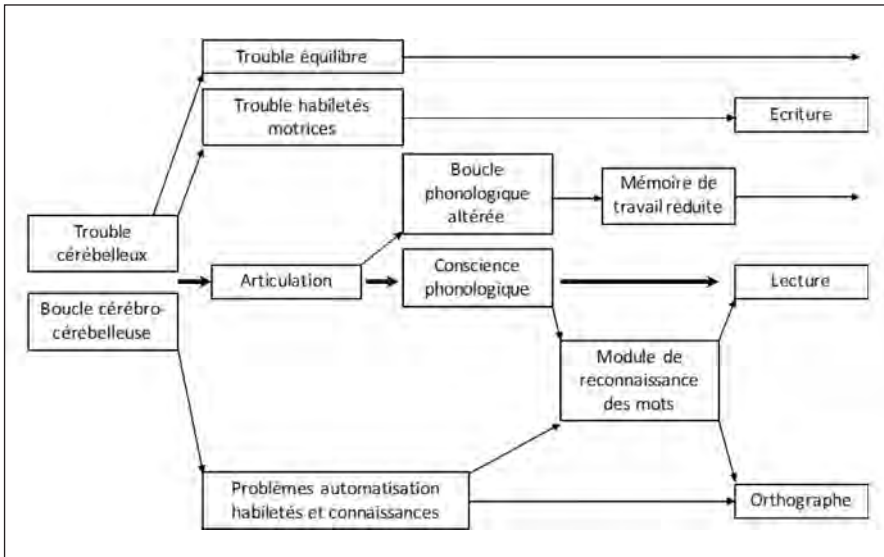 Trouble équilibre
Trouble habiletés
motrices
Ecriture
Boucle
phonologique
altérée
Mémoire de
travail réduite
Trouble
cérébelleux
Articulation
Conscience
phonologique
Lecture
Boucle cérébro-
cérébelleuse
Module de
reconnaissance
des mots
Problèmes automatisation
habiletés et connaissances
Orthographe